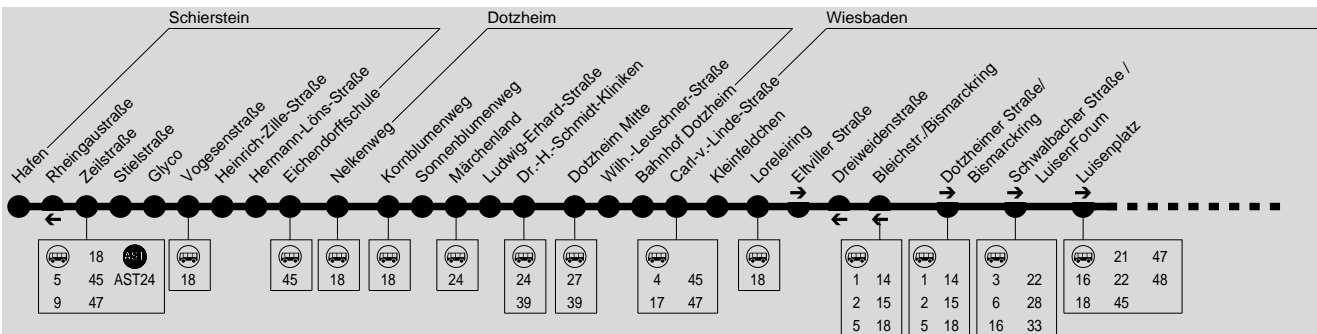 Schierstein
Dotzheim
Wiesbaden
Hafen
Rheingaustraße
Zeilstraße
Stielstraße
Glyco
Vogesenstraße
Heinrich-Zille-Straße
Hermann-Löns-Straße
Eichendorffschule
Nelkenweg
Kornblumenweg
Sonnenblumenweg
Märchenland
Ludwig-Erhard-Straße
Dr.-H.-Schmidt-Kliniken
Dotzheim Mitte
Wilh.-Leuschner-Straße
Bahnhof Dotzheim
Carl-v.-Linde-Straße
Kleinfeldchen
Loreleiring
Eltviller Straße
Dreiweidenstraße
Bleichstr./Bismarckring
Dotzheimer Straße/
Bismarckring
Schwalbacher Straße /
LuisenForum
Luisenplatz
18 AST
5 45 AST24
9 47
18
45
18
18
24
24
39
27
39
4 45
17 47
18
1 14
2 15
5 18
1 14
2 15
5 18
3 22
6 28
16 33
21 47
16 22 48
18 45